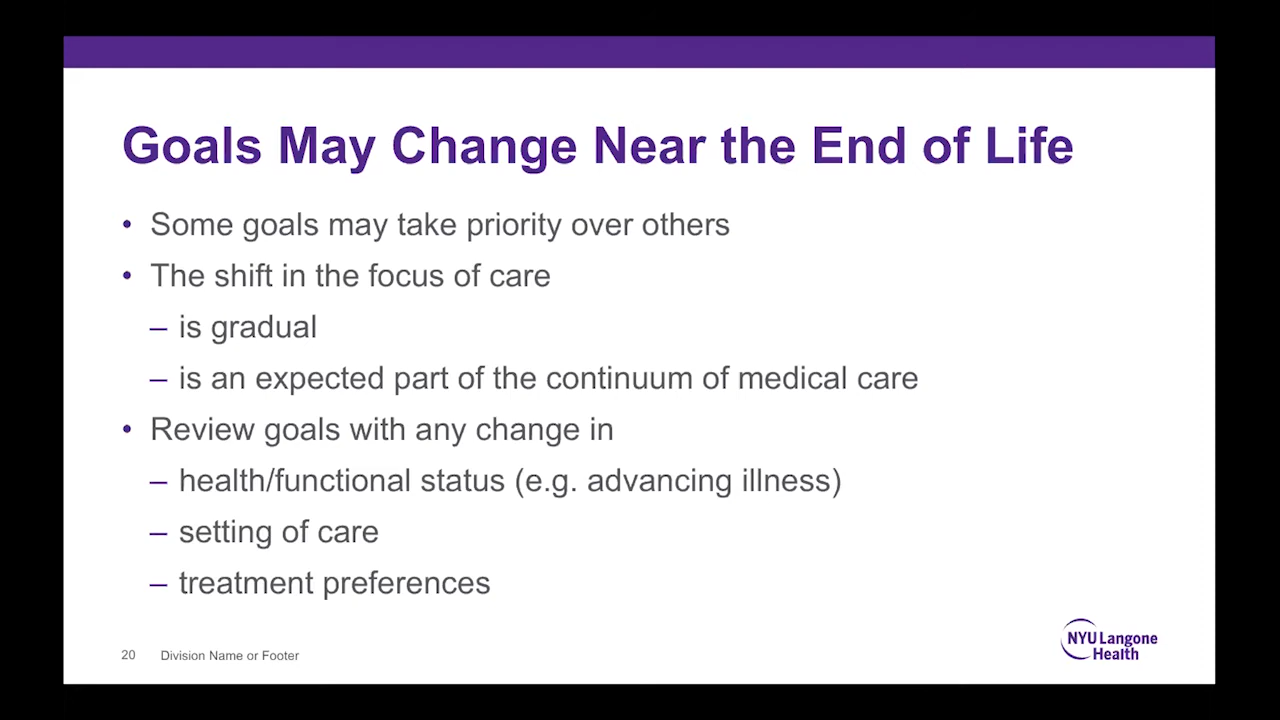 Goals May Change Near the End of Life
• Some goals may take priority over others
• The shift in the focus of care
– is gradual
– is an expected part of the continuum of medical care
• Review goals with any change in
– health/functional status (e.g. advancing illness)
– setting of care
– treatment preferences
20 Division Name or Footer
NYU Langone
Health